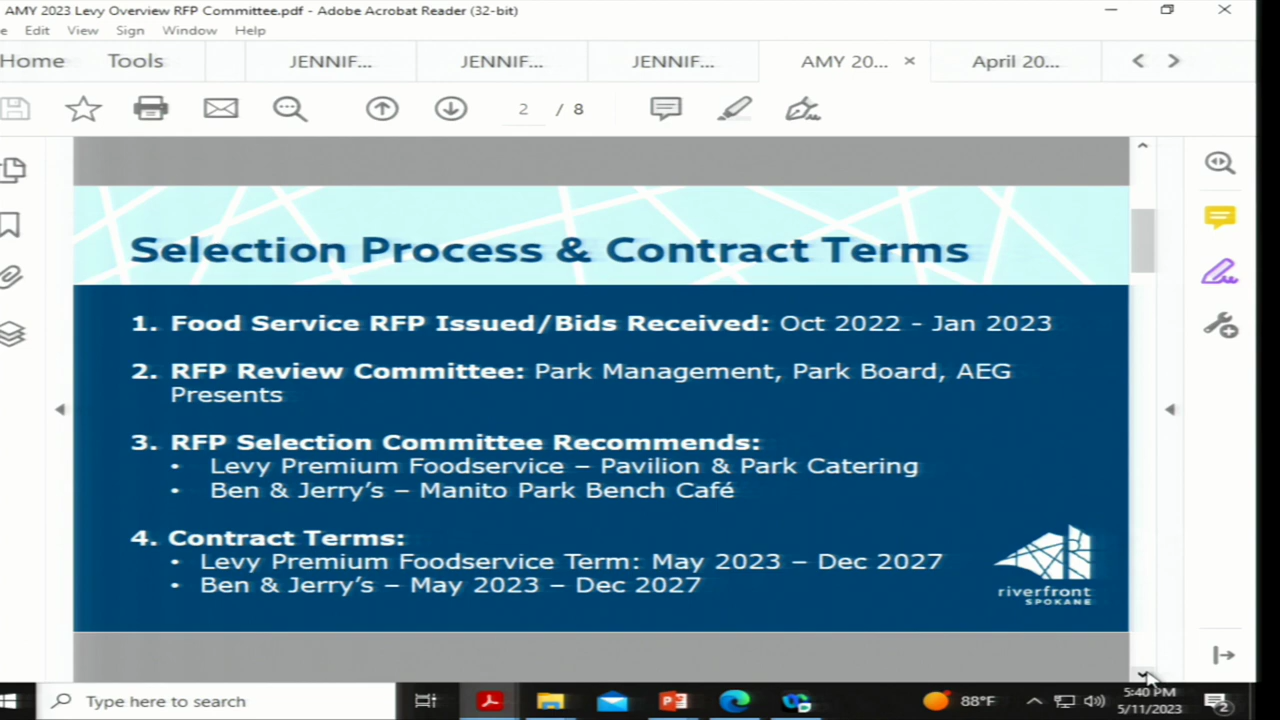 AMY 2023 Levy Overview RFP Committee.pdf - Adobe Acrobat Reader (32-bit)
Edit View Sign Window Help
Home Tools JENNIF... JENNIF... JENNIF... AMY 20... × April 20...
2 / 8
Selection Process & Contract Terms
1. Food Service RFP Issued/Bids Received: Oct 2022 - Jan 2023
2. RFP Review Committee: Park Management, Park Board, AEG
Presents
3. RFP Selection Committee Recommends:
• Levy Premium Foodservice – Pavilion & Park Catering
• Ben & Jerry's – Manito Park Bench Café
4. Contract Terms:
• Levy Premium Foodservice Term: May 2023 – Dec 2027
• Ben & Jerry's – May 2023 – Dec 2027
riverfront
SPOKANE
Type here to search
88°F
5:40 PM
5/11/2023
2